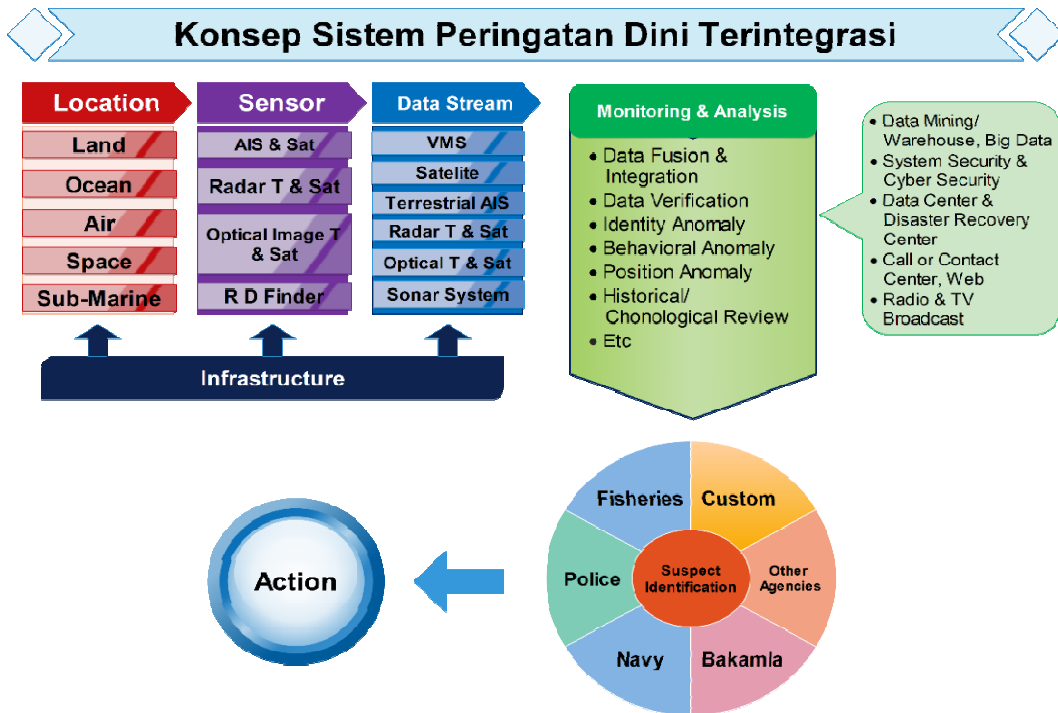 Konsep Sistem Peringatan Dini Terintegrasi
Location
Land
Ocean
Air
Space
Sub-Marine
Sensor
AIS & Sat
Radar T & Sat
Optical Image T
& Sat
R D Finder
Data Stream
VMS
Satelite
Terrestrial AIS
Radar T & Sat
Optical T & Sat
Sonar System
Infrastructure
Monitoring & Analysis
• Data Fusion &
Integration
• Data Verification
• Identity Anomaly
• Behavioral Anomaly
• Position Anomaly
• Historical/
Chonological Review
• Etc
• Data Mining/
Warehouse, Big Data
• System Security &
Cyber Security
• Data Center &
Disaster Recovery
Center
• Call or Contact
Center, Web
• Radio & TV
Broadcast
Fisheries
Custom
Police
Suspect
Identification
Other
Agencies
Navy
Bakamla
Action